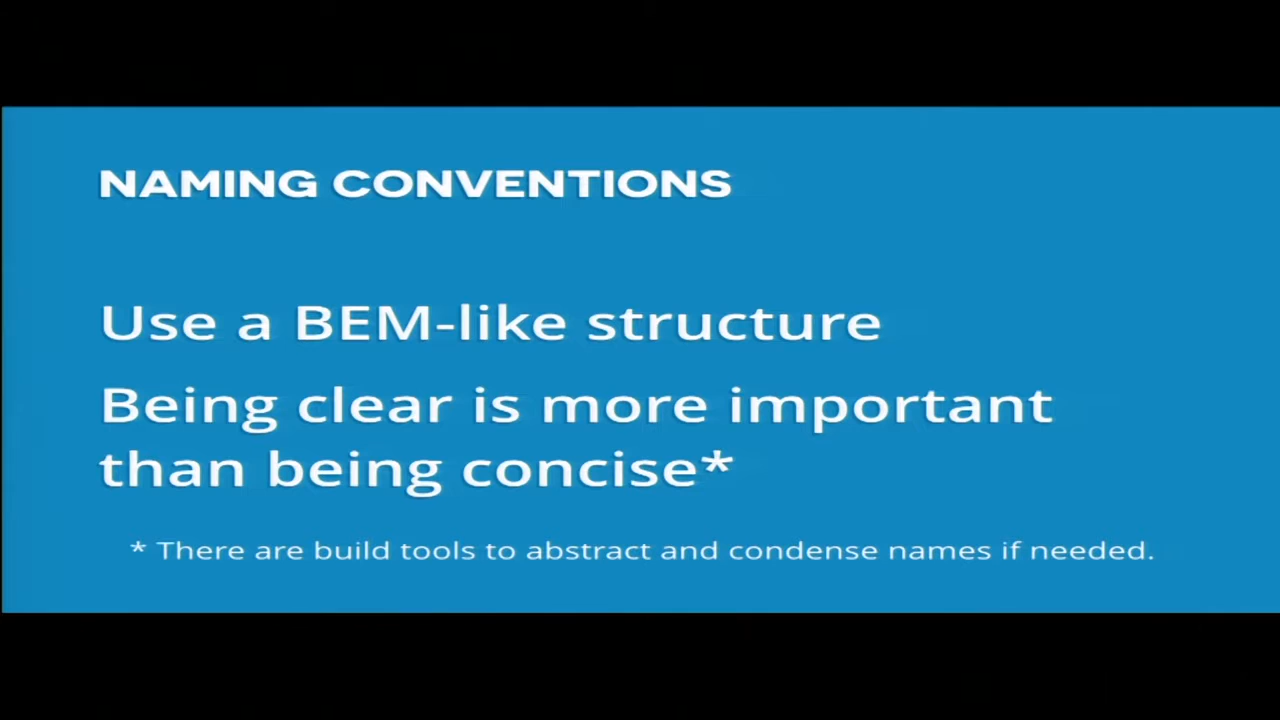 NAMING CONVENTIONS
Use a BEM-like structure
Being clear is more important
than being concise*
* There are build tools to abstract and condense names if needed.